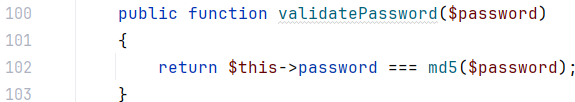 100 public function validatePassword($password)
101 {
102 return $this->password === md5($password);
103 }